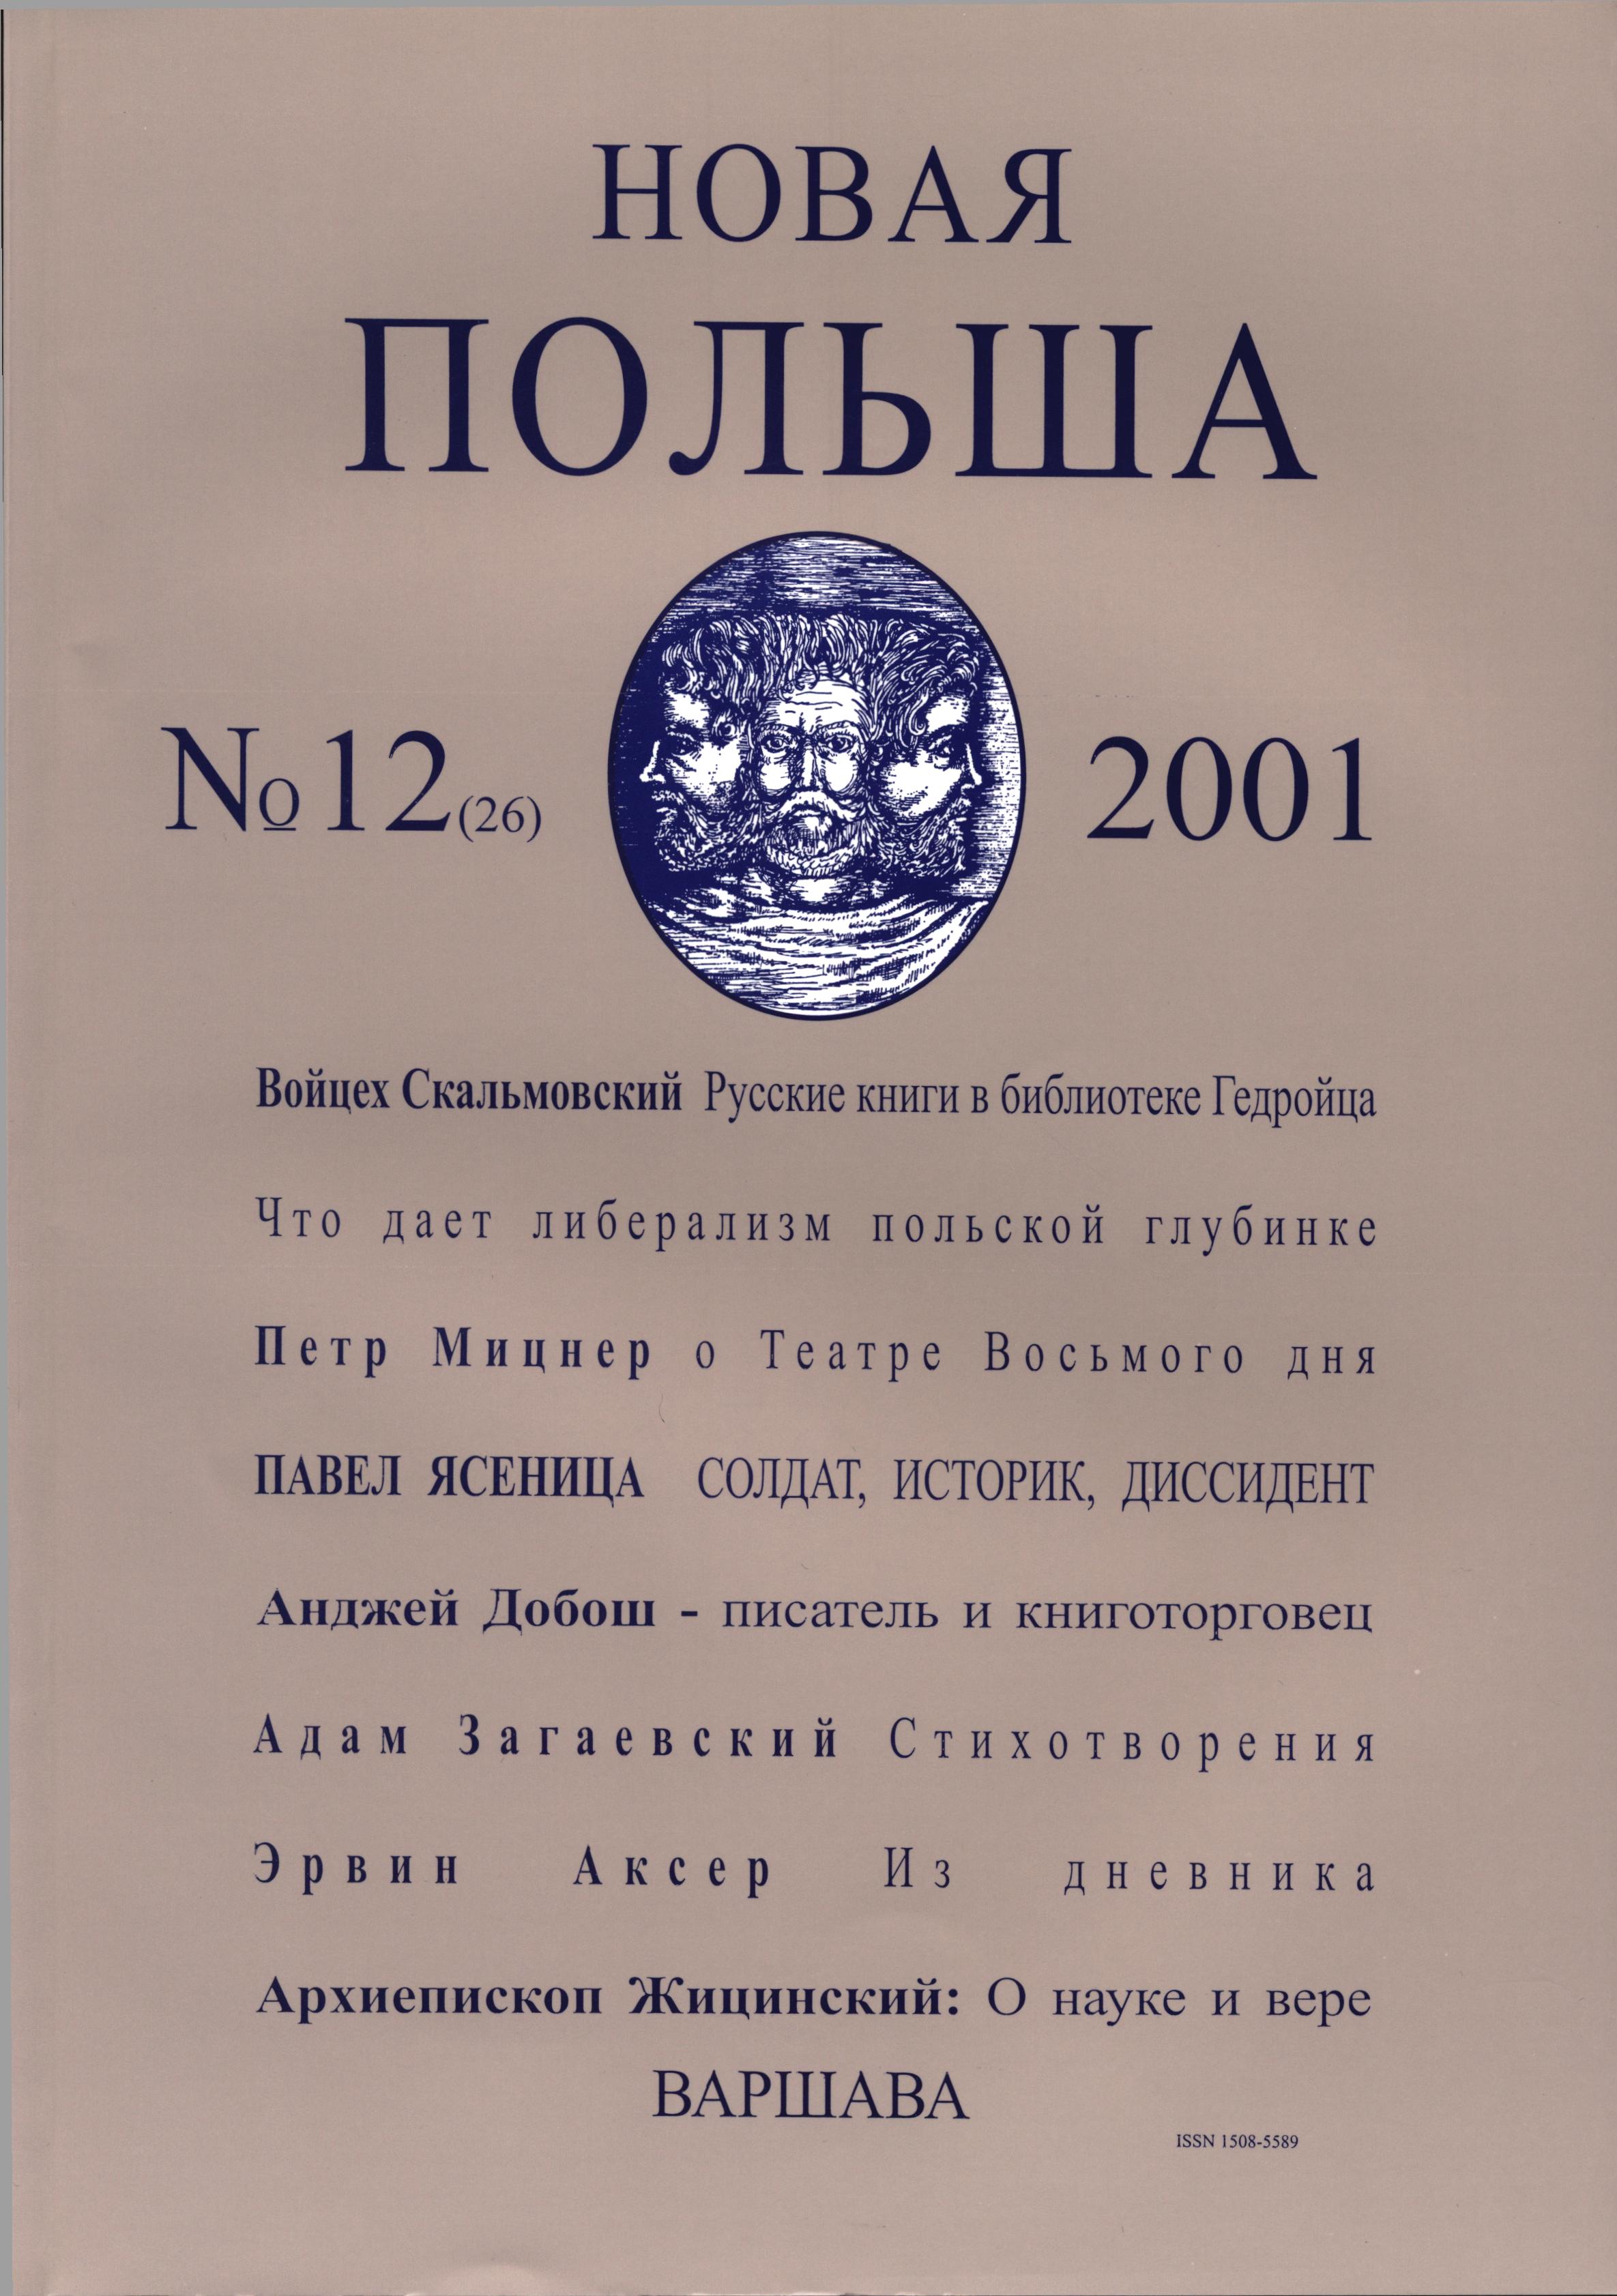 НОВАЯ
ПОЛЬША
№12(26) 2001
Войцех Скальмовский Русские книги в библиотеке Гедройца
Что дает либерализм польской глубинке
Петр Мицнер о Театре Восьмого дня
ПАВЕЛ ЯСЕНИЦА СОЛДАТ, ИСТОРИК, ДИССИДЕНТ
Анджей Добош - писатель и книготорговец
Адам Загаевский Стихотворения
Эрвин Аксер Из дневника
Архиепископ Жицинский: О науке и вере
ВАРШАВА
ISSN 1508-5589